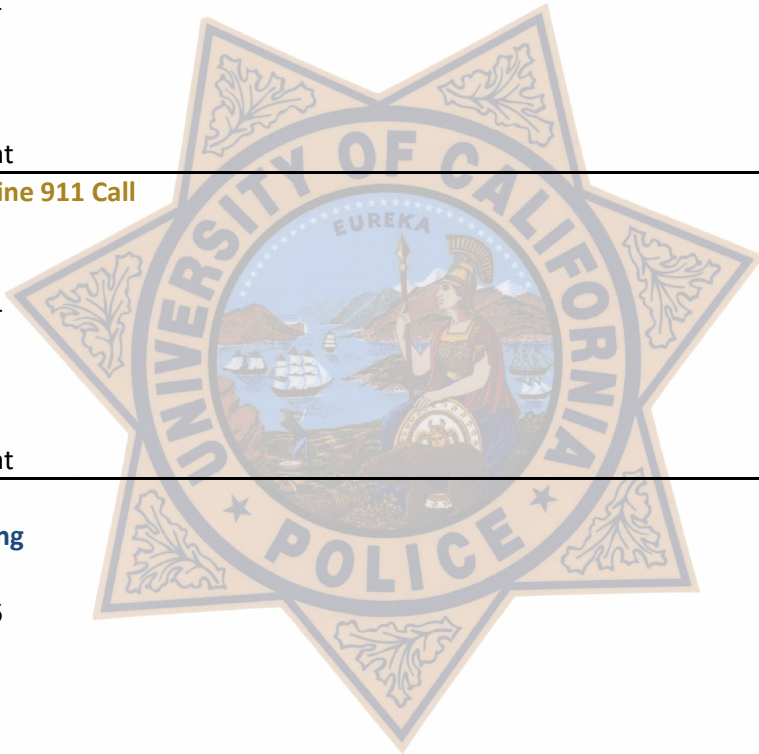 nt
ine 911 Call
UNIVERSITY OF CALIFORNIA
EUREKA
nt
ng
POLICE